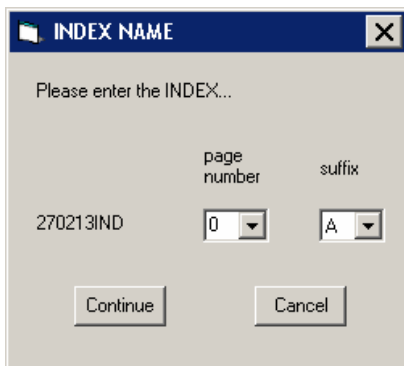 INDEX NAME
Please enter the INDEX...
page
number
suffix
270213IND
0
A
Continue
Cancel